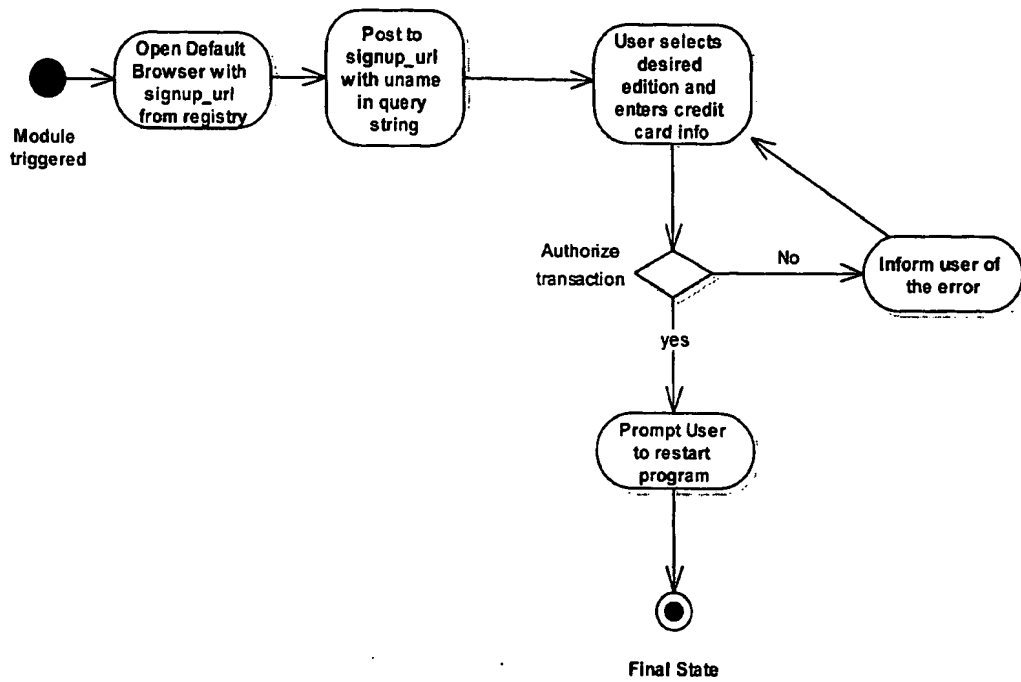 Module
triggered
Open Default
Browser with
signup_url
from registry
Post to
signup_url
with uname
in query
string
User selects
desired
edition and
enters credit
card info
Authorize
transaction
No
Inform user of
the error
yes
Prompt User
to restart
program
Final State